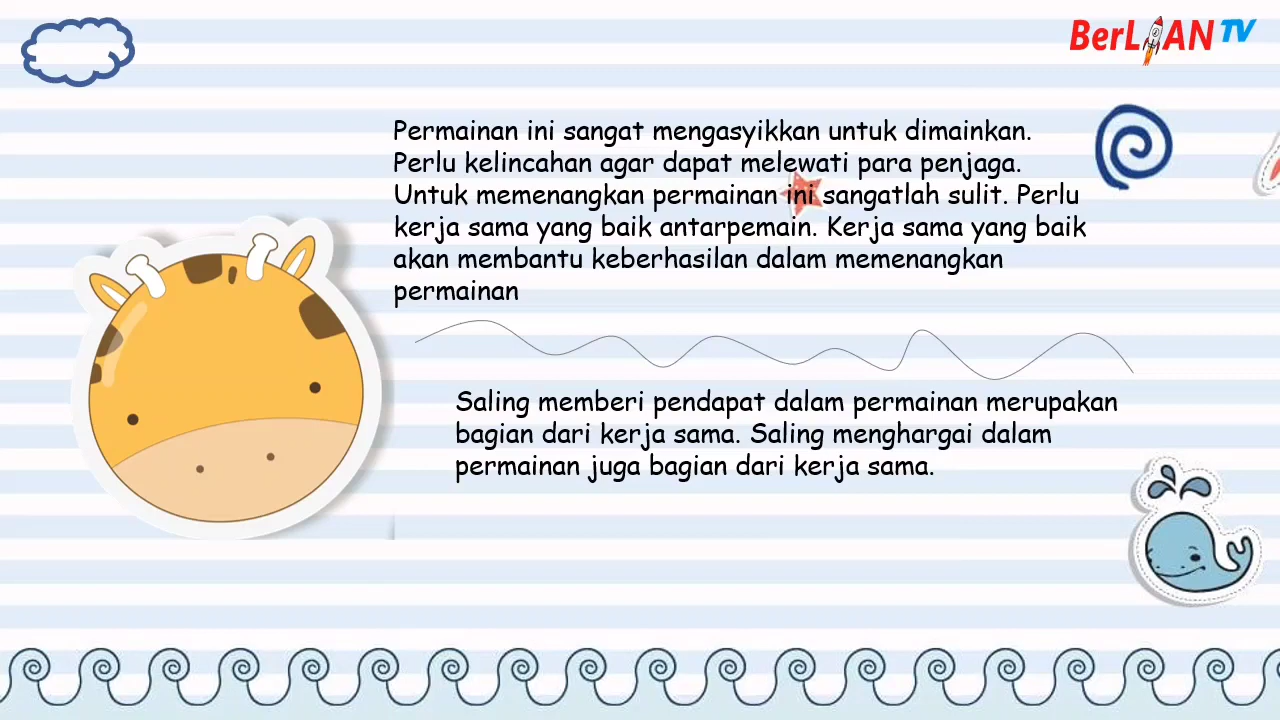 BerLIAN TV
Permainan ini sangat mengasyikkan untuk dimainkan.
Perlu kelincahan agar dapat melewati para penjaga.
Untuk memenangkan permainan ini sangatlah sulit. Perlu
kerja sama yang baik antarpemain. Kerja sama yang baik
akan membantu keberhasilan dalam memenangkan
permainan
Saling memberi pendapat dalam permainan merupakan
bagian dari kerja sama. Saling menghargai dalam
permainan juga bagian dari kerja sama.